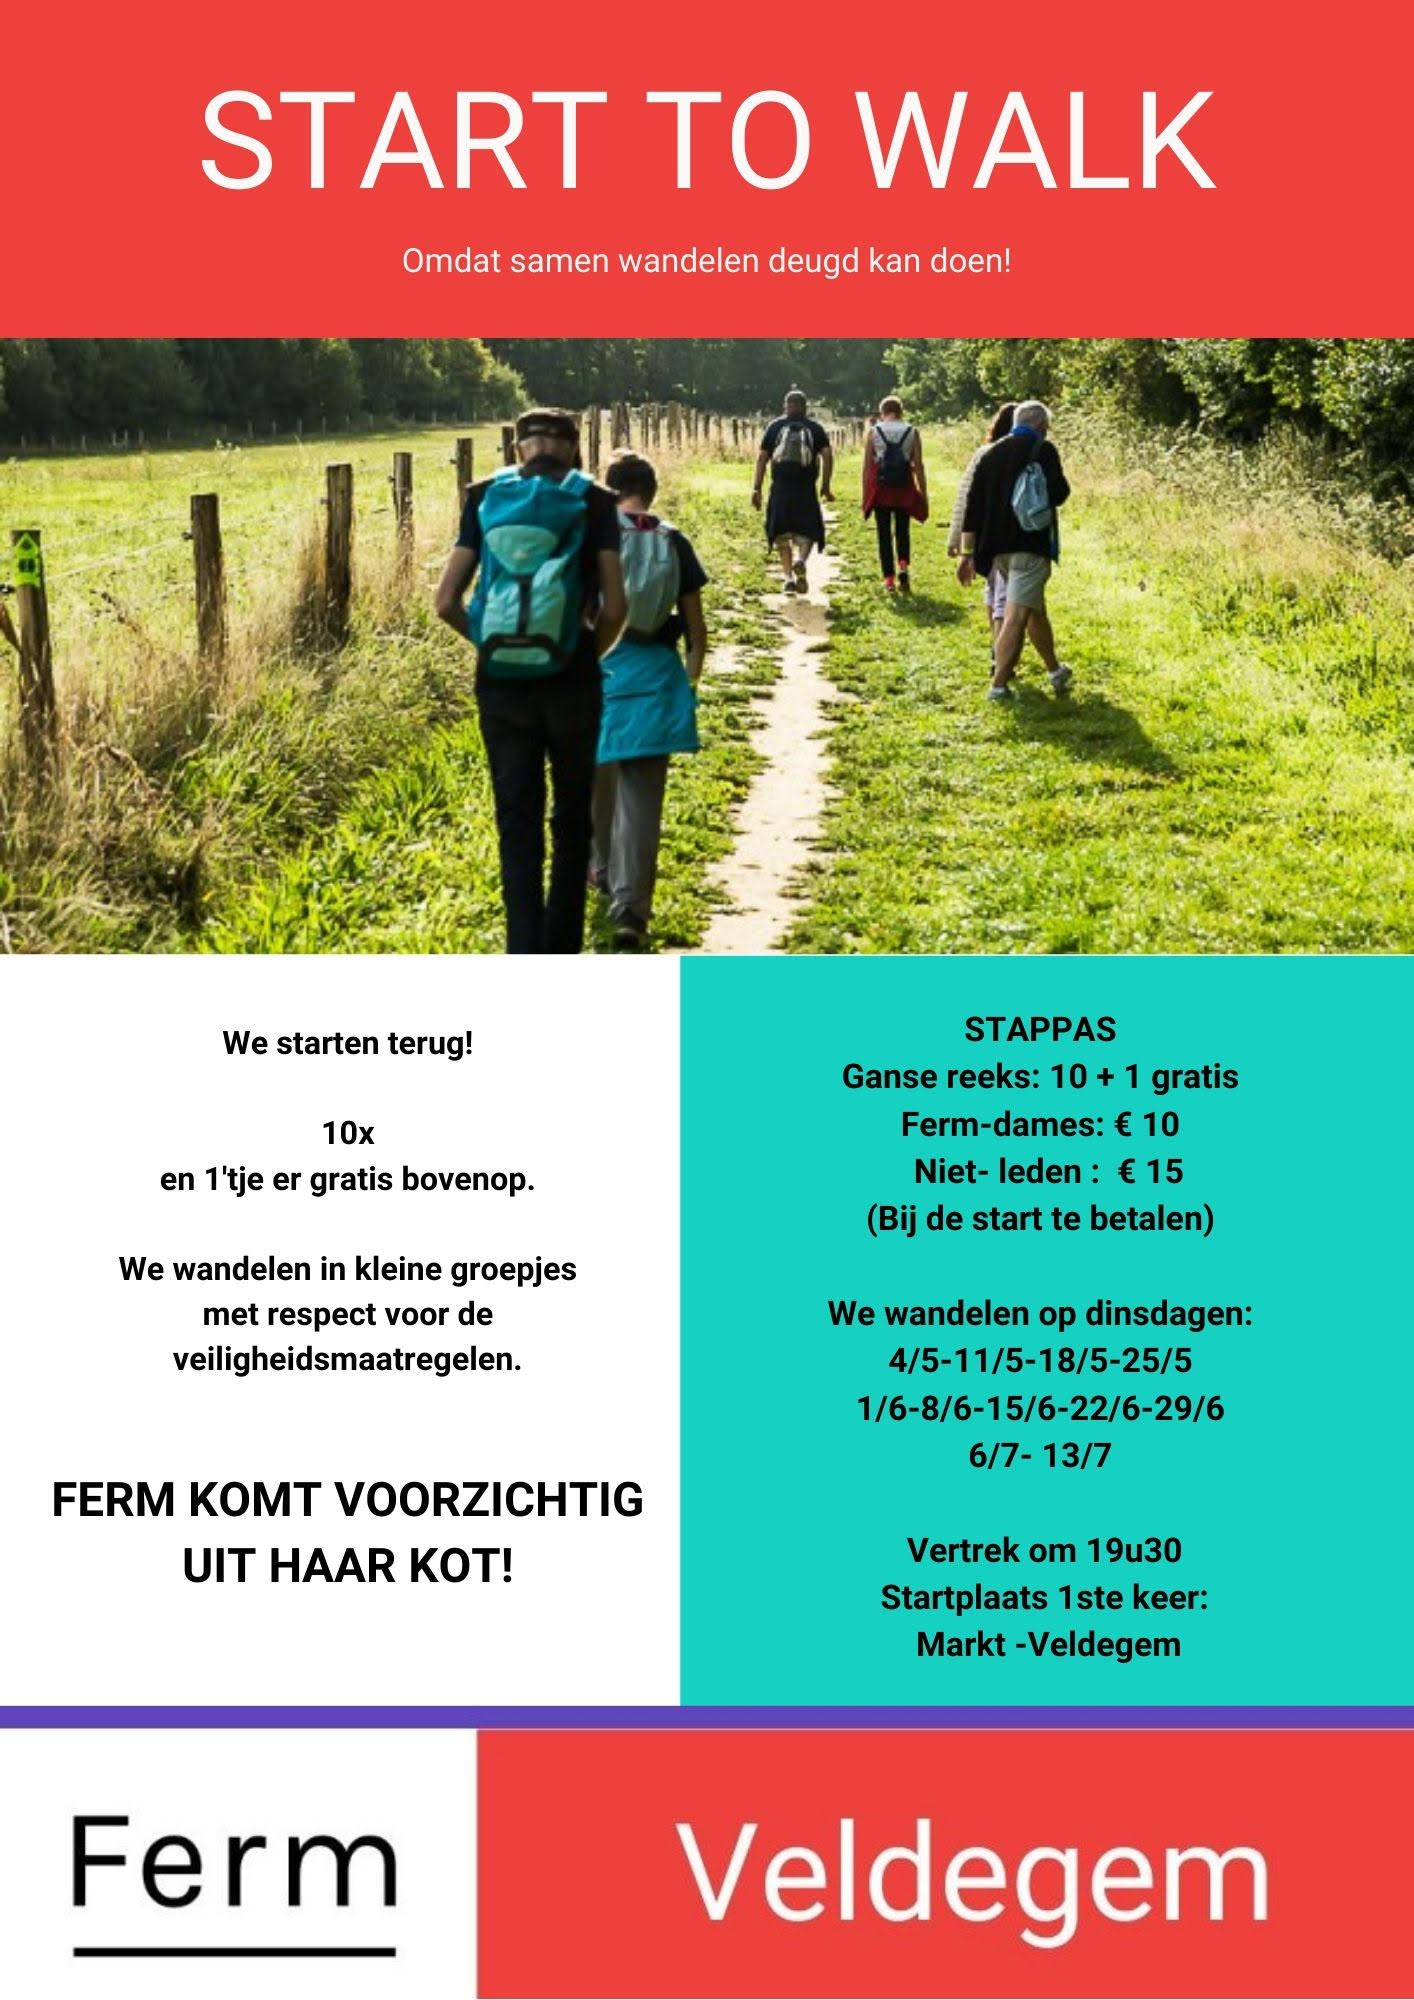 START TO WALK
Omdat samen wandelen deugd kan doen!
We starten terug!
10x
en 1'tje er gratis bovenop.
We wandelen in kleine groepjes
met respect voor de
veiligheidsmaatregelen.
FERM KOMT VOORZICHTIG
UIT HAAR KOT!
STAPPAS
Ganse reeks: 10 + 1 gratis
Ferm-dames: € 10
Niet- leden :  € 15
(Bij de start te betalen)
We wandelen op dinsdagen:
4/5-11/5-18/5-25/5
1/6-8/6-15/6-22/6-29/6
6/7- 13/7
Vertrek om 19u30
Startplaats 1ste keer:
Markt -Veldegem
Ferm
Veldegem